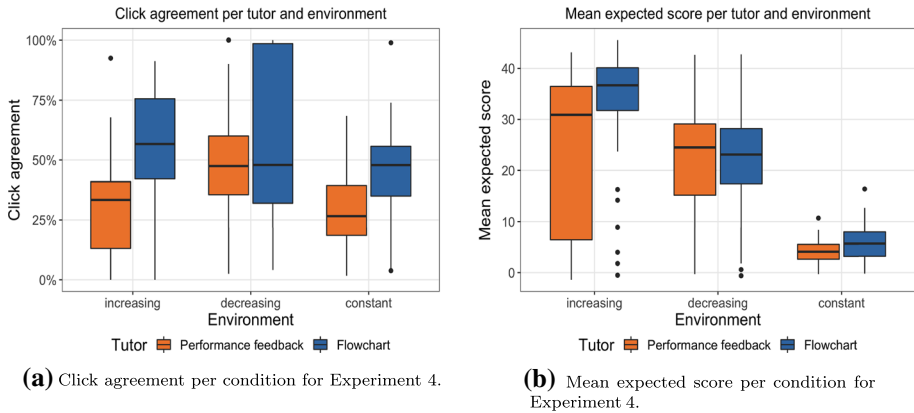 Click agreement per tutor and environment
100%
75%
50%
25%
0%
Click agreement
increasing decreasing constant
Environment
Tutor Performance feedback Flowchart
(a) Click agreement per condition for Experiment 4.
Mean expected score per tutor and environment
40
30
20
10
0
Mean expected score
increasing decreasing constant
Environment
Tutor Performance feedback Flowchart
(b) Mean expected score per condition for
Experiment 4.